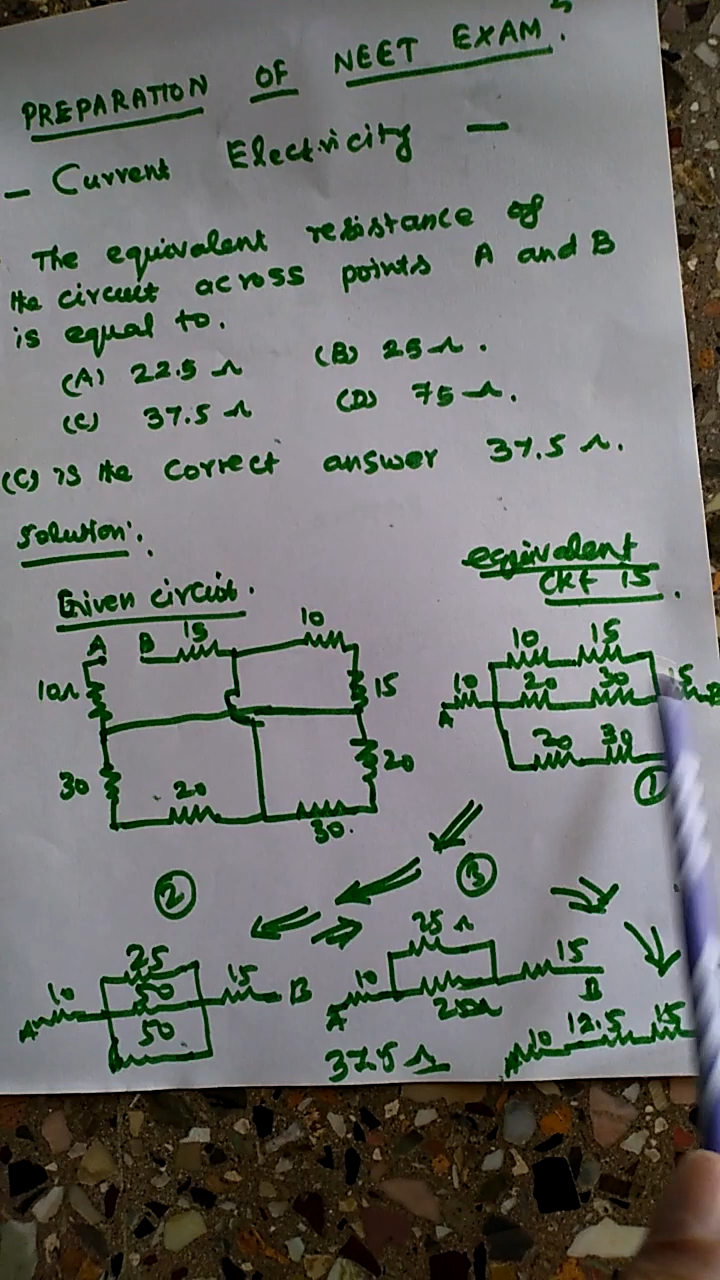 PREPARATION OF NEET EXAM.
- Current Electricity -
The equivalent resistance of
the circuit across points A and B
is equal to.
(A) 22.5 Ω (B) 25 Ω.
(C) 37.5 Ω (D) 75 Ω.
(C) is the correct answer 37.5 Ω.
Solution:
equivalent
ckt is.
Given circuit.
A B 15 10
10Ω 15
30 20 20
30.
10 15
10 20 30 15
A B
20 30
1
2 3
25
10 50 15
A B
50
25 Ω
10 15
A B
25Ω
10 12.5 15
A
37.5 Ω